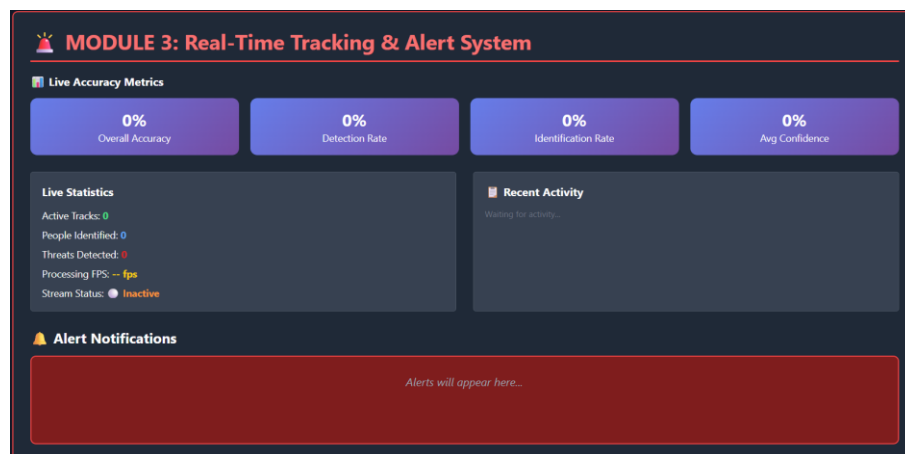 MODULE 3: Real-Time Tracking & Alert System
Live Accuracy Metrics
0%
Overall Accuracy
0%
Detection Rate
0%
Identification Rate
0%
Avg Confidence
Live Statistics
Active Tracks: 0
People Identified: 0
Threats Detected: 0
Processing FPS: -- fps
Stream Status: Inactive
Recent Activity
Waiting for activity...
Alert Notifications
Alerts will appear here...